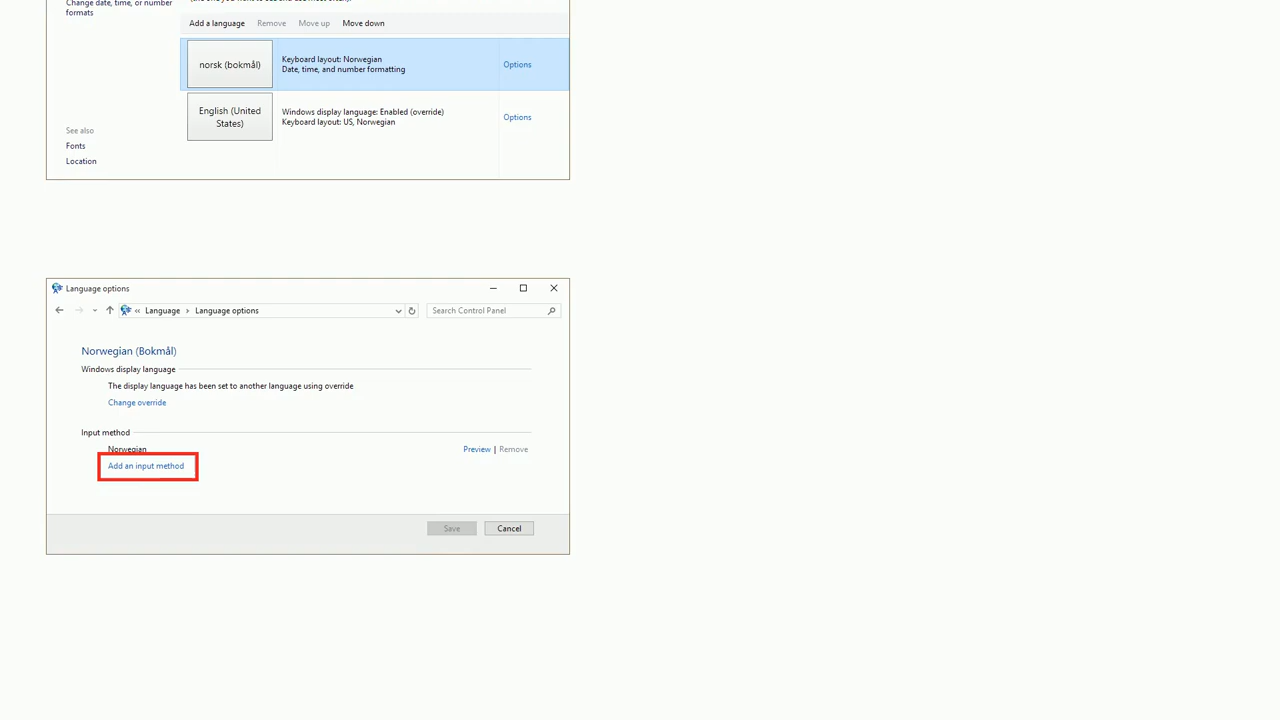 Change date, time, or number
formats
Add a language Remove Move up Move down
norsk (bokmål)
Keyboard layout: Norwegian
Date, time, and number formatting
Options
English (United
States)
Windows display language: Enabled (override)
Keyboard layout: US, Norwegian
Options
See also
Fonts
Location
Language options
« Language › Language options
Search Control Panel
Norwegian (Bokmål)
Windows display language
The display language has been set to another language using override
Change override
Input method
Norwegian
Preview | Remove
Add an input method
Save Cancel